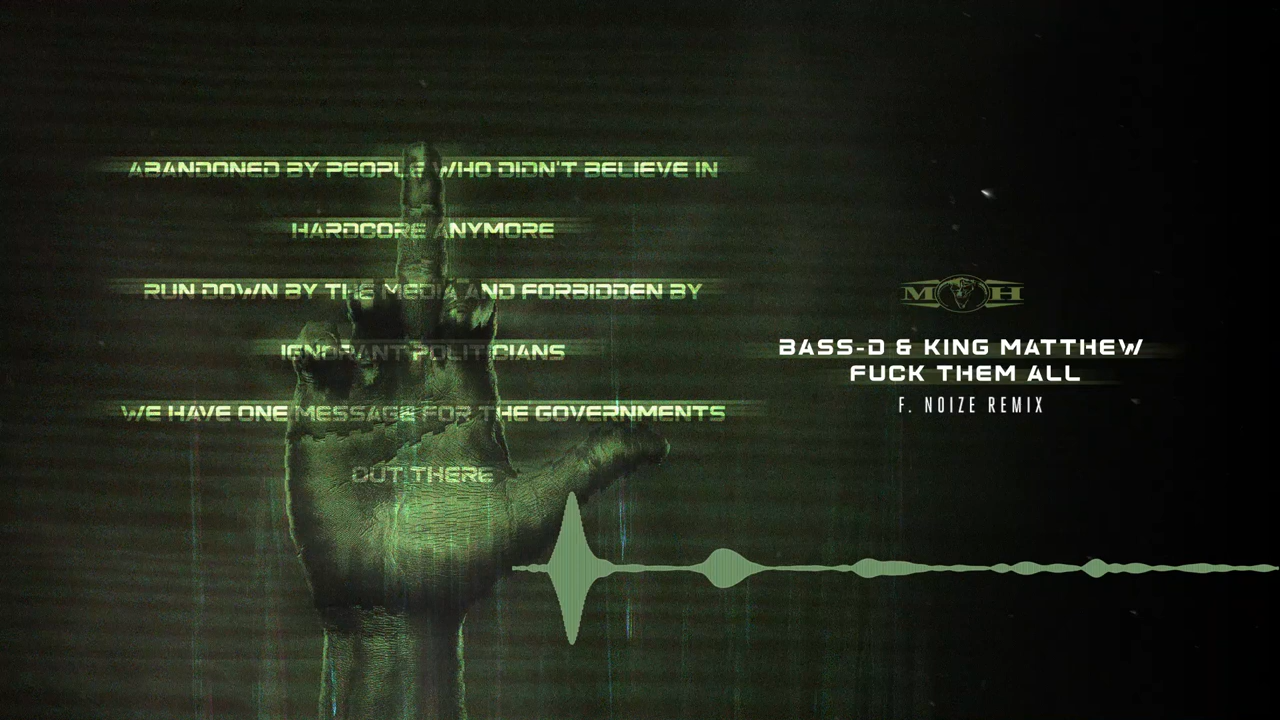 ABANDONED BY PEOPLE WHO DIDN'T BELIEVE IN
HARDCORE ANYMORE
RUN DOWN BY THE MEDIA AND FORBIDDEN BY
IGNORANT POLITICIANS
WE HAVE ONE MESSAGE FOR THE GOVERNMENTS
OUT THERE
M H
BASS-D & KING MATTHEW
FUCK THEM ALL
F. NOIZE REMIX